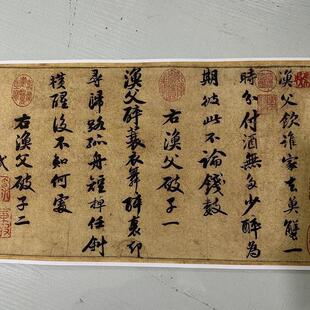 漁父飲誰家去魚蟹一
時分付酒無多少醉為
期彼此不論錢數
右漁父破子一
漁父醉蓑衣舞醉裏却
尋歸路孤舟短棹任斜
橫醒後不知何處
右漁父破子二